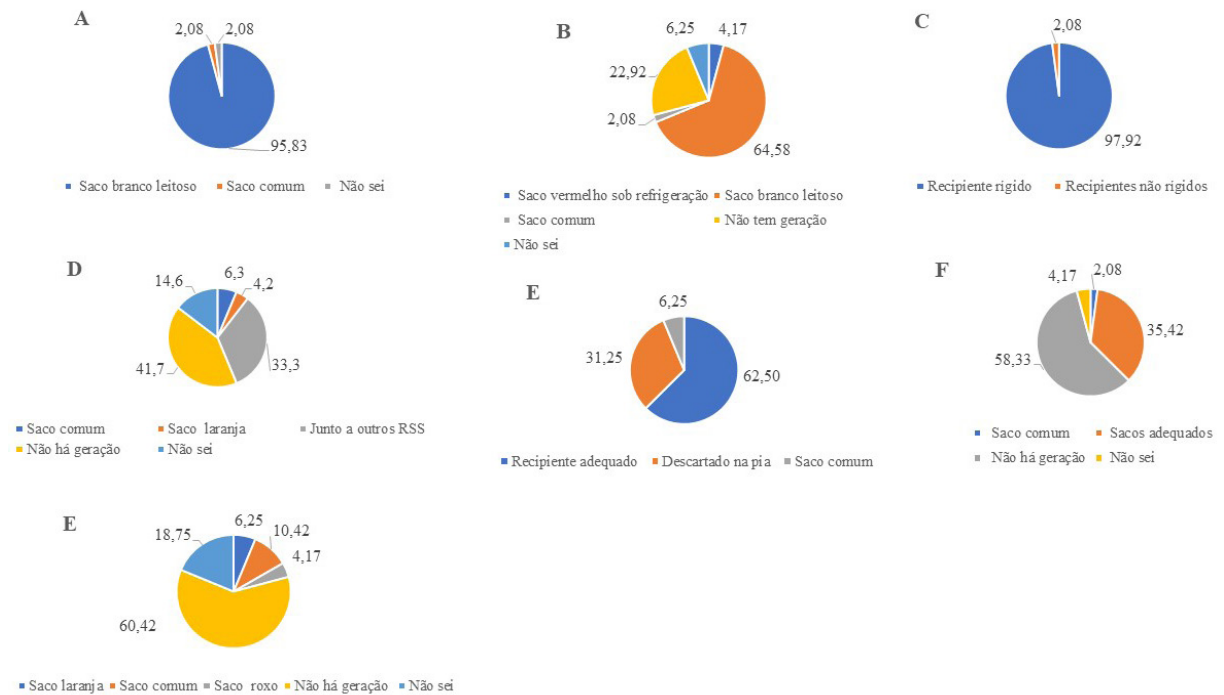 A
2,08
2,08
95,83
Saco branco leitoso Saco comum Não sei
B
6,25
4,17
22,92
2,08
64,58
Saco vermelho sob refrigeração Saco branco leitoso
Saco comum Não tem geração
Não sei
C
2,08
97,92
Recipiente rigido Recipientes não rigidos
D
6,3
14,6
4,2
41,7
33,3
Saco comum Saco laranja Junto a outros RSS
Não há geração Não sei
E
6,25
31,25
62,50
Recipiente adequado Descartado na pia Saco comum
F
4,17
2,08
35,42
58,33
Saco comum Sacos adequados
Não há geração Não sei
E
6,25
18,75
10,42
4,17
60,42
Saco laranja Saco comum Saco roxo Não há geração Não sei